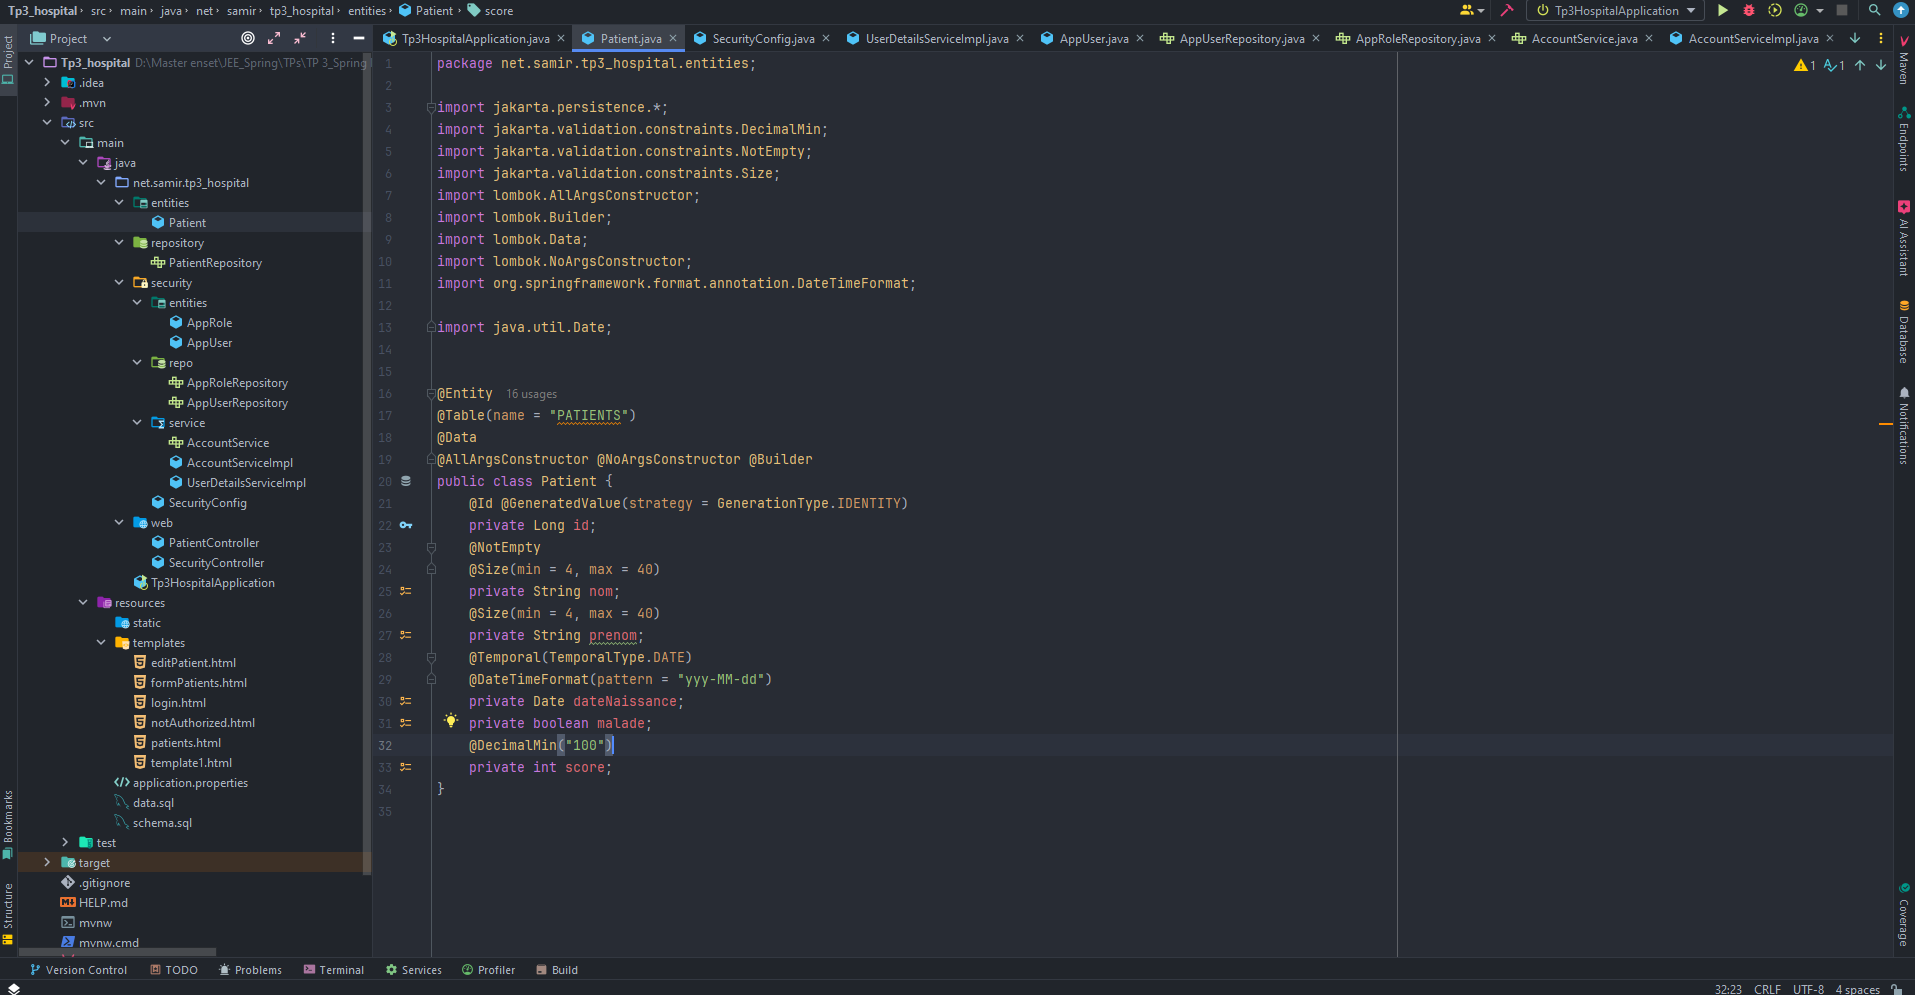 Tp3_hospital src main java net samir tp3_hospital entities Patient score
Tp3HospitalApplication
Project
Tp3HospitalApplication.java Patient.java SecurityConfig.java UserDetailsServiceImpl.java AppUser.java AppUserRepository.java AppRoleRepository.java AccountService.java AccountServiceImpl.java
Project
Bookmarks
Structure
Tp3_hospital D:\Master enset\JEE_Spring\TPs\TP 3_Spring
.idea
.mvn
src
main
java
net.samir.tp3_hospital
entities
Patient
repository
PatientRepository
security
entities
AppRole
AppUser
repo
AppRoleRepository
AppUserRepository
service
AccountService
AccountServiceImpl
UserDetailsServiceImpl
SecurityConfig
web
PatientController
SecurityController
Tp3HospitalApplication
resources
static
templates
editPatient.html
formPatients.html
login.html
notAuthorized.html
patients.html
template1.html
application.properties
data.sql
schema.sql
test
target
.gitignore
HELP.md
mvnw
mvnw.cmd
1 package net.samir.tp3_hospital.entities;
2
3 import jakarta.persistence.*;
4 import jakarta.validation.constraints.DecimalMin;
5 import jakarta.validation.constraints.NotEmpty;
6 import jakarta.validation.constraints.Size;
7 import lombok.AllArgsConstructor;
8 import lombok.Builder;
9 import lombok.Data;
10 import lombok.NoArgsConstructor;
11 import org.springframework.format.annotation.DateTimeFormat;
12
13 import java.util.Date;
14
15
16 @Entity 16 usages
17 @Table(name = "PATIENTS")
18 @Data
19 @AllArgsConstructor @NoArgsConstructor @Builder
20 public class Patient {
21 @Id @GeneratedValue(strategy = GenerationType.IDENTITY)
22 private Long id;
23 @NotEmpty
24 @Size(min = 4, max = 40)
25 private String nom;
26 @Size(min = 4, max = 40)
27 private String prenom;
28 @Temporal(TemporalType.DATE)
29 @DateTimeFormat(pattern = "yyy-MM-dd")
30 private Date dateNaissance;
31 private boolean malade;
32 @DecimalMin("100")
33 private int score;
34 }
35
1 1
Maven
Endpoints
AI Assistant
Database
Notifications
Coverage
Version Control TODO Problems Terminal Services Profiler Build
32:23 CRLF UTF-8 4 spaces